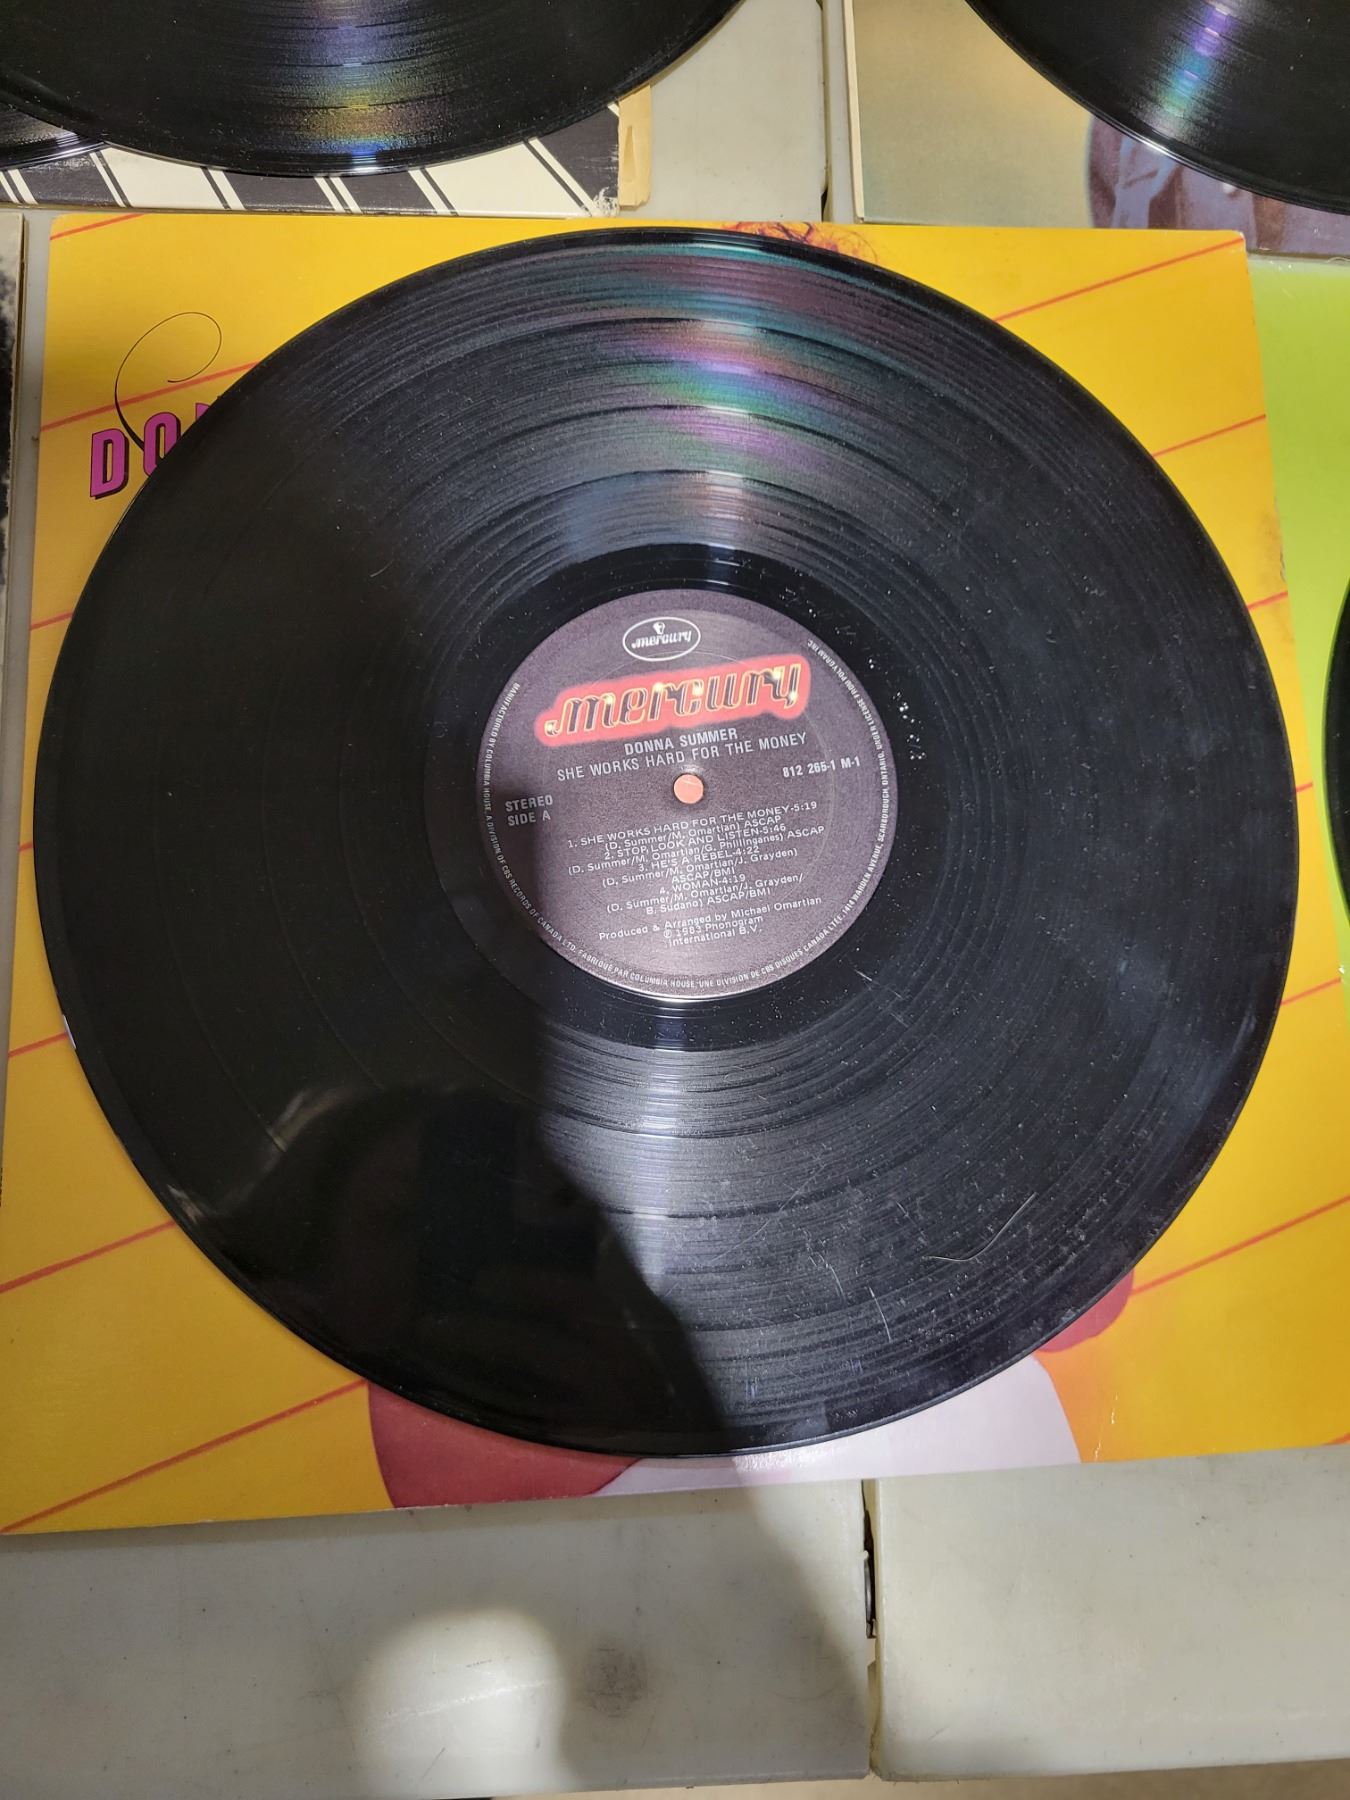 DON
mercury
mercury
DONNA SUMMER
SHE WORKS HARD FOR THE MONEY
812 265-1 M-1
STEREO
SIDE A
1. SHE WORKS HARD FOR THE MONEY-5:19
(D. Summer/M. Omartian) ASCAP
2. STOP, LOOK AND LISTEN-5:46
(D. Summer/M. Omartian/G. Phillinganes) ASCAP
3. HE'S A REBEL-4:22
(D. Summer/M. Omartian/J. Grayden)
ASCAP/BMI
4. WOMAN-4:19
(D. Summer/M. Omartian/J. Grayden/
B. Sudano) ASCAP/BMI
Produced & Arranged by Michael Omartian
℗ 1983 Phonogram
International B.V.
MANUFACTURED BY COLUMBIA HOUSE, A DIVISION OF CBS RECORDS OF CANADA LTD. FABRIQUÉ PAR COLUMBIA HOUSE, UNE DIVISION DE CBS DISQUES CANADA LTÉE, 1414 WARDEN AVENUE, SCARBOROUGH, ONTARIO, UNDER LICENSE FROM POLYGRAM INC.